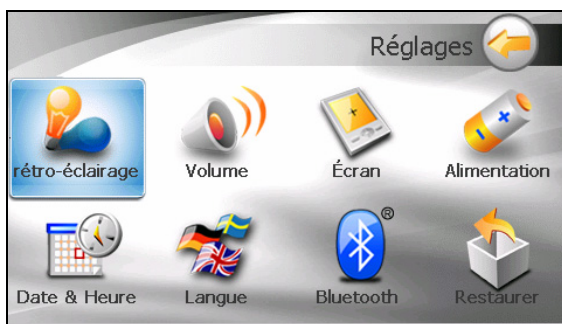 Réglages
rétro-éclairage Volume Écran Alimentation
®
Date & Heure Langue Bluetooth Restaurer